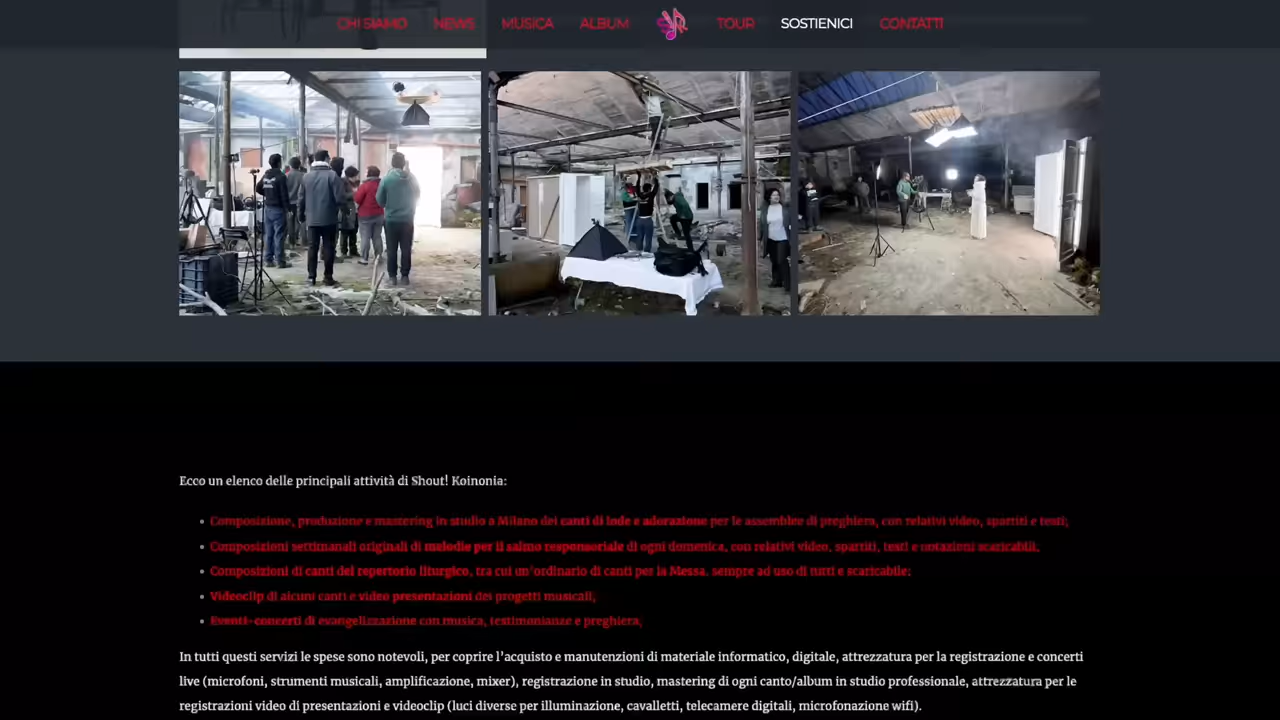 CHI SIAMO NEWS MUSICA ALBUM TOUR SOSTIENICI CONTATTI
Ecco un elenco delle principali attività di Shout! Koinonia:
Composizione, produzione e mastering in studio a Milano dei canti di lode e adorazione per le assemblee di preghiera, con relativi video, spartiti e testi;
Composizioni settimanali originali di melodie per il salmo responsoriale di ogni domenica, con relativi video, spartiti, testi e notazioni scaricabili.
Composizioni di canti del repertorio liturgico, tra cui un'ordinario di canti per la Messa, sempre ad uso di tutti e scaricabile;
Videoclip di alcuni canti e video presentazioni dei progetti musicali,
Eventi-concerti di evangelizzazione con musica, testimonianze e preghiera,
In tutti questi servizi le spese sono notevoli, per coprire l'acquisto e manutenzioni di materiale informatico, digitale, attrezzatura per la registrazione e concerti
live (microfoni, strumenti musicali, amplificazione, mixer), registrazione in studio, mastering di ogni canto/album in studio professionale, attrezzatura per le
registrazioni video di presentazioni e videoclip (luci diverse per illuminazione, cavalletti, telecamere digitali, microfonazione wifi).